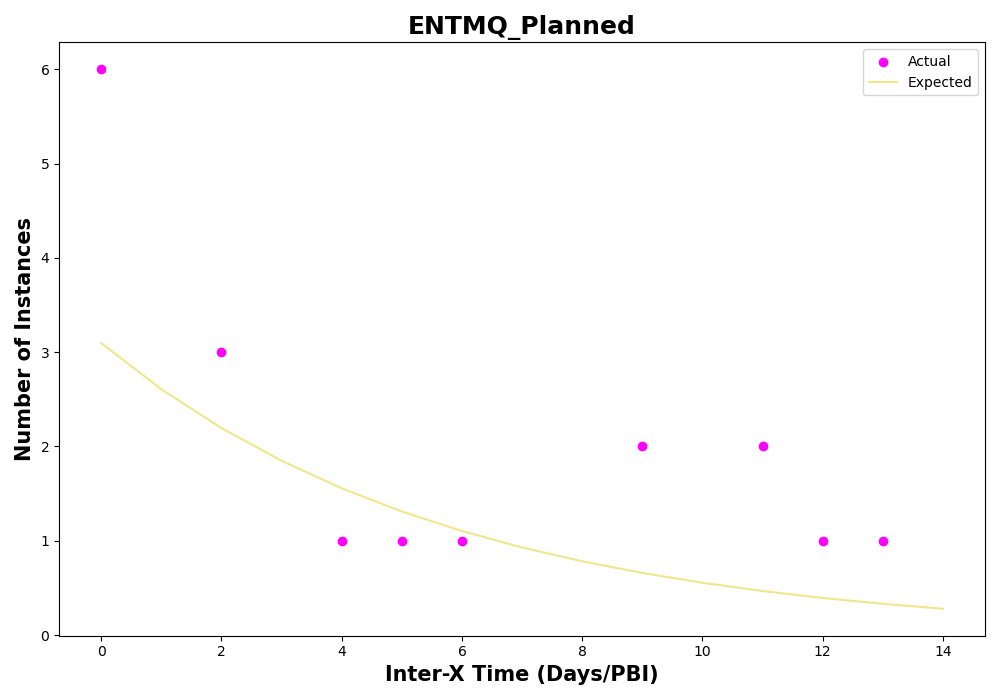 ENTMQ_Planned
Actual
Expected
Number of Instances
6
5
4
3
2
1
0
0 2 4 6 8 10 12 14
Inter-X Time (Days/PBI)